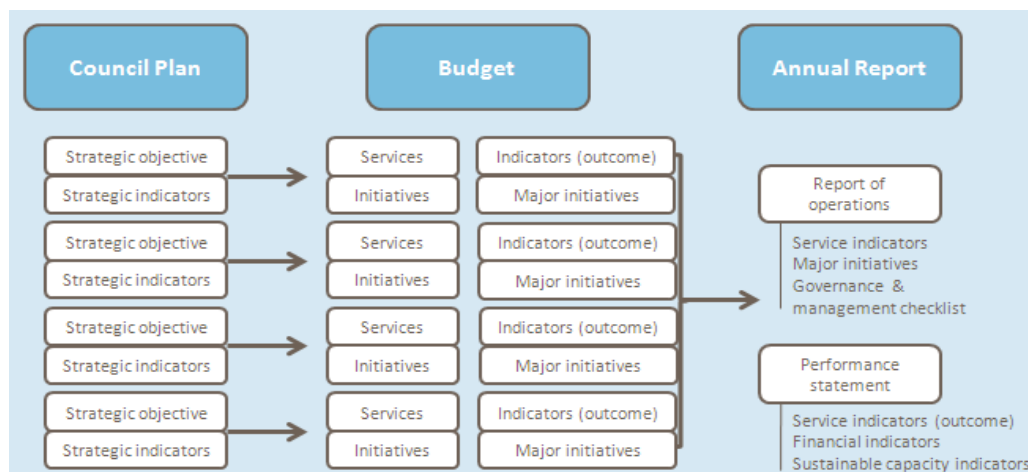 Council Plan
Budget
Annual Report
Strategic objective
Services
Indicators (outcome)
Strategic indicators
Initiatives
Major initiatives
Strategic objective
Services
Indicators (outcome)
Strategic indicators
Initiatives
Major initiatives
Strategic objective
Services
Indicators (outcome)
Strategic indicators
Initiatives
Major initiatives
Strategic objective
Services
Indicators (outcome)
Strategic indicators
Initiatives
Major initiatives
Report of
operations
Service indicators
Major initiatives
Governance &
management checklist
Performance
statement
Service indicators (outcome)
Financial indicators
Sustainable capacity indicators